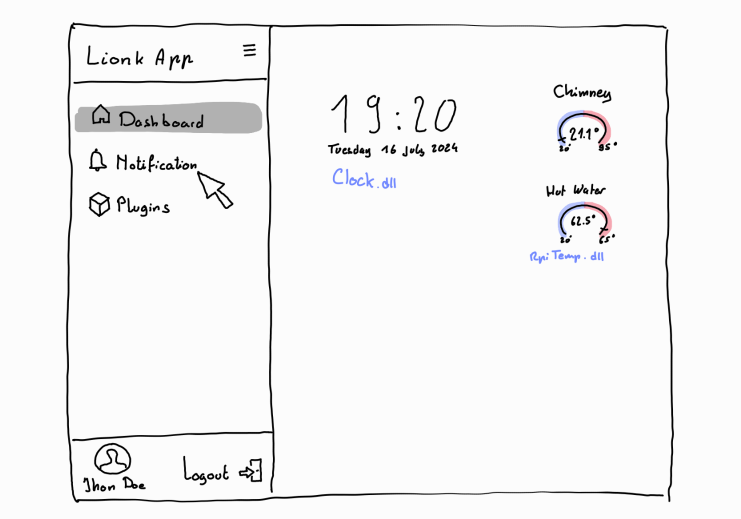 Lionk App
Dashboard
Notification
Plugins
Jhon Doe
Logout
19:20
Tuesday 16 July 2024
Clock.dll
Chimney
21.1°
20° 95°
Hot Water
62.5°
20° 65°
Rpi Temp.dll